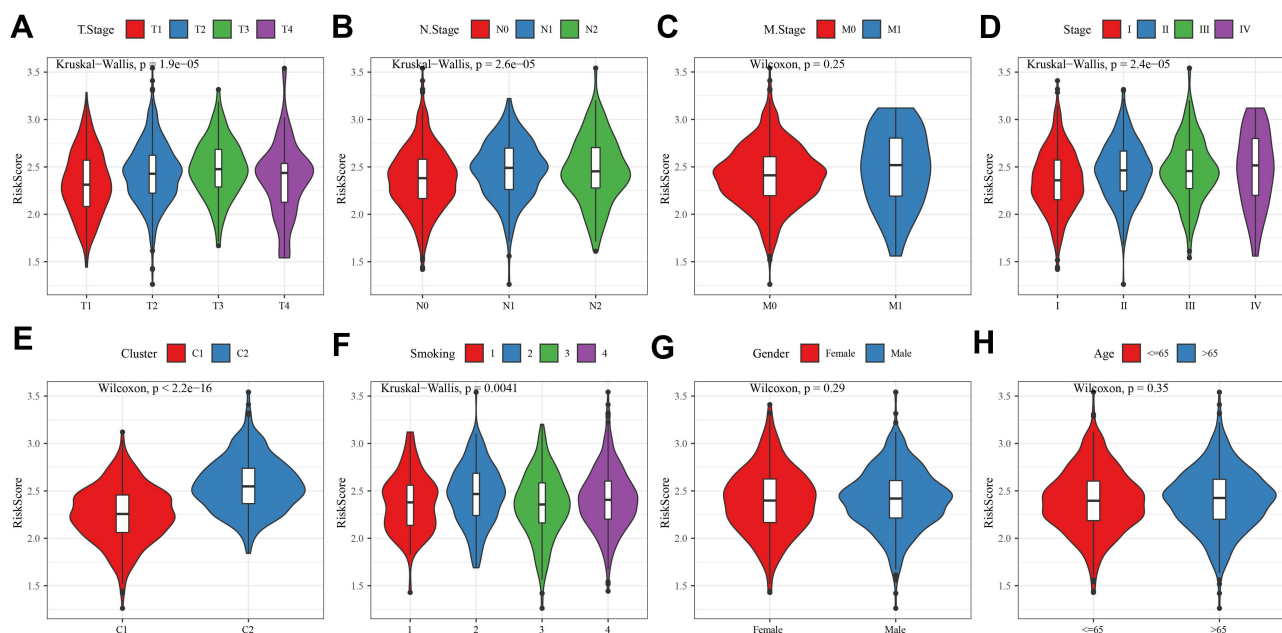 A
T.Stage T1 T2 T3 T4
Kruskal−Wallis, p = 1.9e−05
RiskScore
3.5
3.0
2.5
2.0
1.5
T1 T2 T3 T4
B
N.Stage N0 N1 N2
Kruskal−Wallis, p = 2.6e−05
RiskScore
3.5
3.0
2.5
2.0
1.5
N0 N1 N2
C
M.Stage M0 M1
Wilcoxon, p = 0.25
RiskScore
3.5
3.0
2.5
2.0
1.5
M0 M1
D
Stage I II III IV
Kruskal−Wallis, p = 2.4e−05
RiskScore
3.5
3.0
2.5
2.0
1.5
I II III IV
E
Cluster C1 C2
Wilcoxon, p < 2.2e−16
RiskScore
3.5
3.0
2.5
2.0
1.5
C1 C2
F
Smoking 1 2 3 4
Kruskal−Wallis, p = 0.0041
RiskScore
3.5
3.0
2.5
2.0
1.5
1 2 3 4
G
Gender Female Male
Wilcoxon, p = 0.29
RiskScore
3.5
3.0
2.5
2.0
1.5
Female Male
H
Age <=65 >65
Wilcoxon, p = 0.35
RiskScore
3.5
3.0
2.5
2.0
1.5
<=65 >65